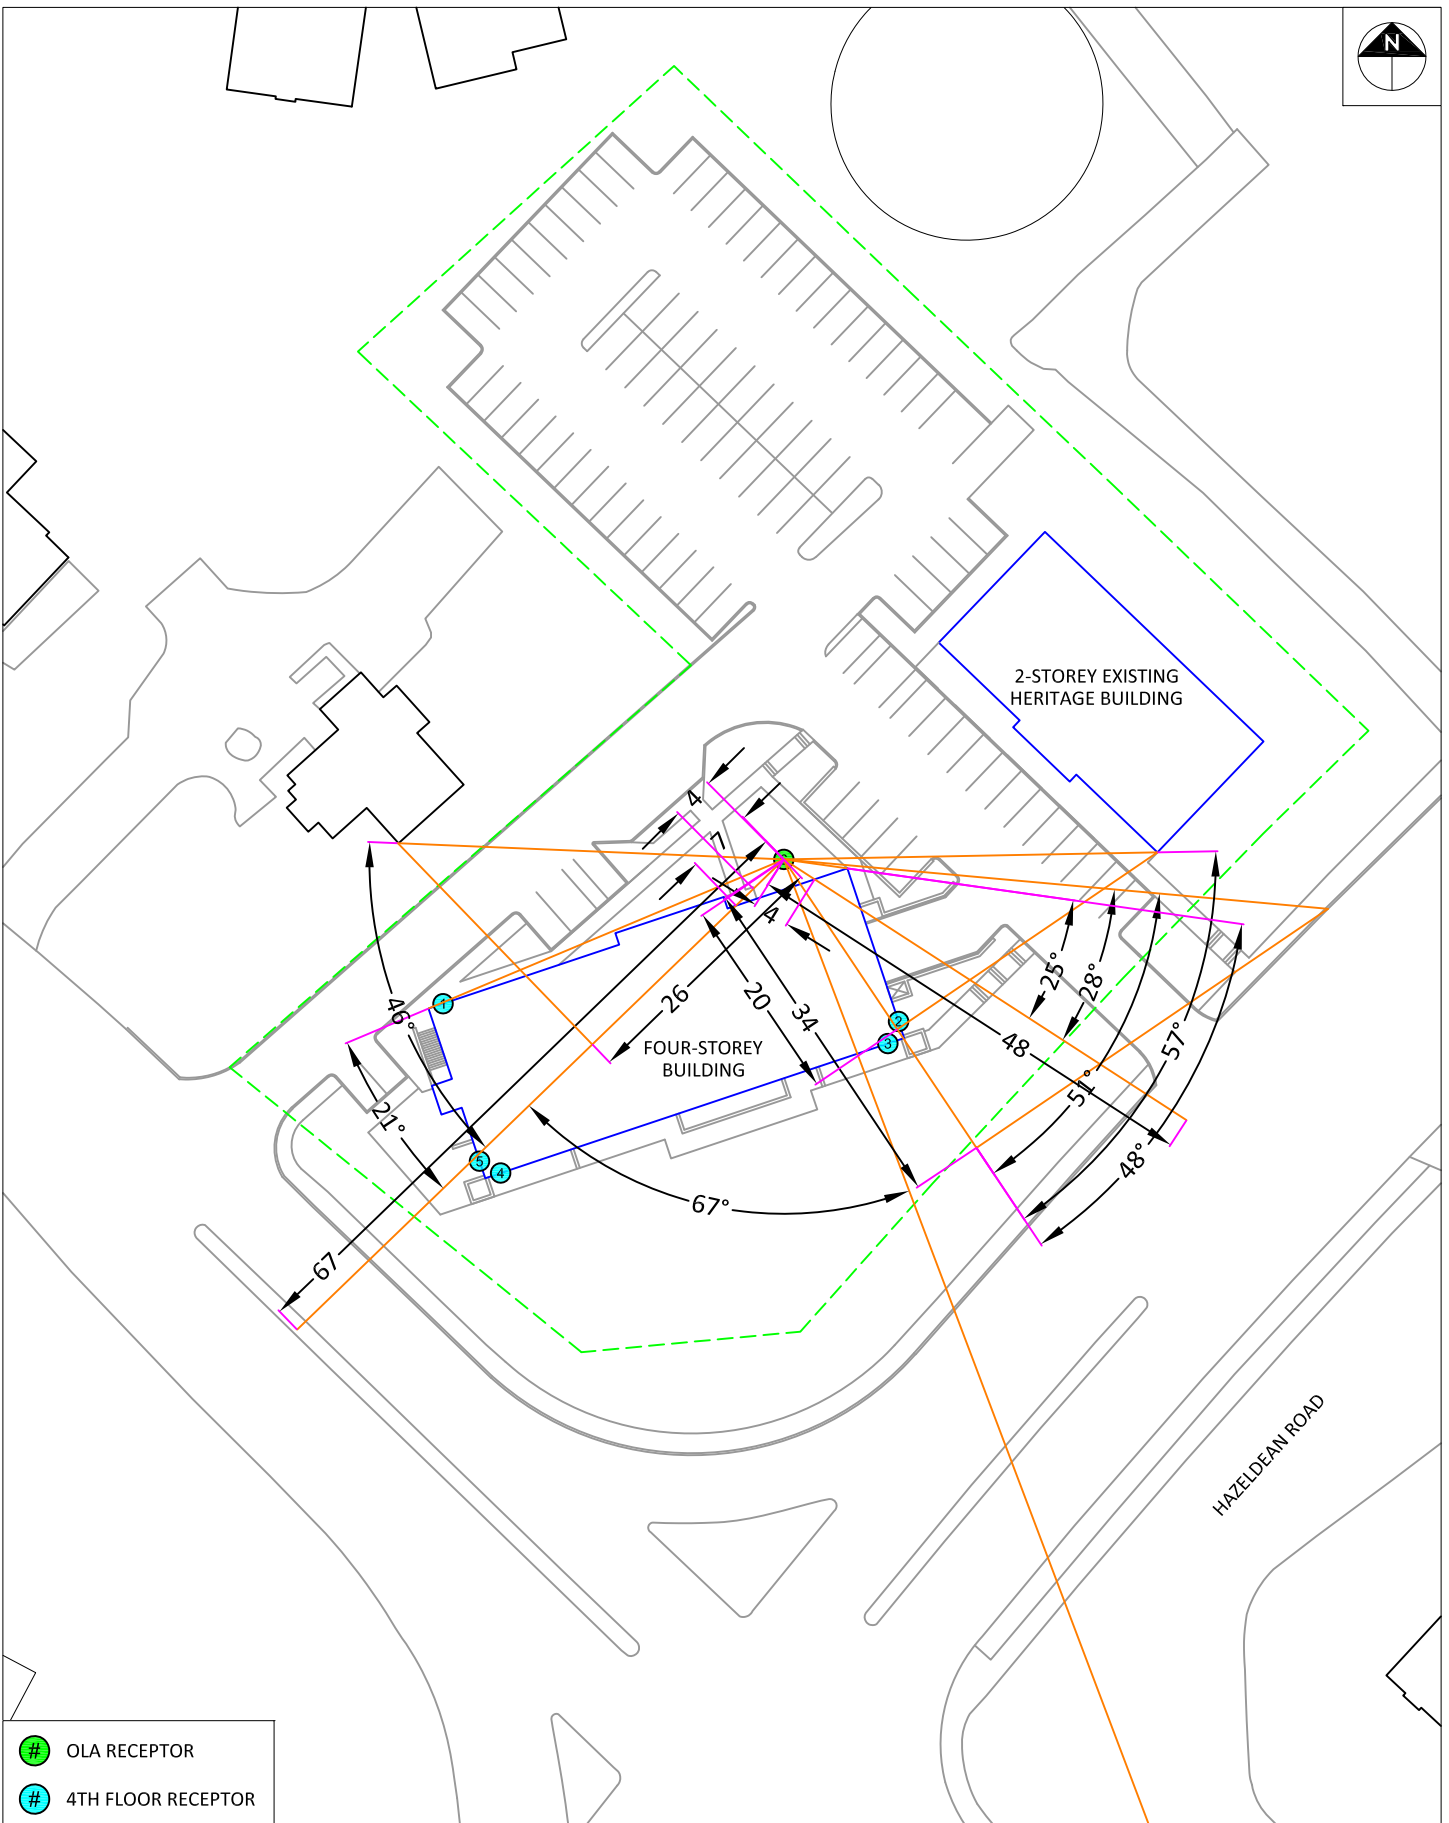 N
2-STOREY EXISTING
HERITAGE BUILDING
4
7
4
25°
28°
26
20
34
48
57°
51°
46°
1
2
3
FOUR-STOREY
BUILDING
21°
5
4
67°
48°
67
HAZELDEAN ROAD
# OLA RECEPTOR
# 4TH FLOOR RECEPTOR